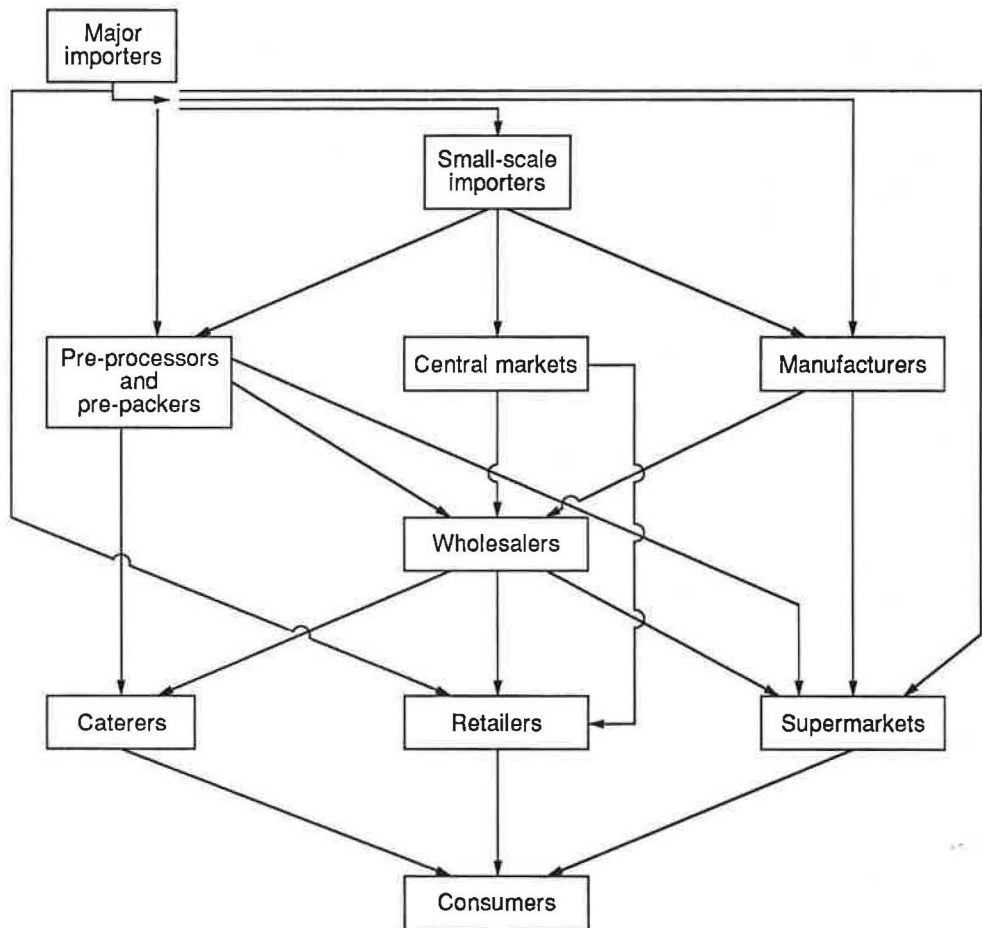 Major
importers
Small-scale
importers
Pre-processors
and
pre-packers
Central markets
Manufacturers
Wholesalers
Caterers
Retailers
Supermarkets
Consumers